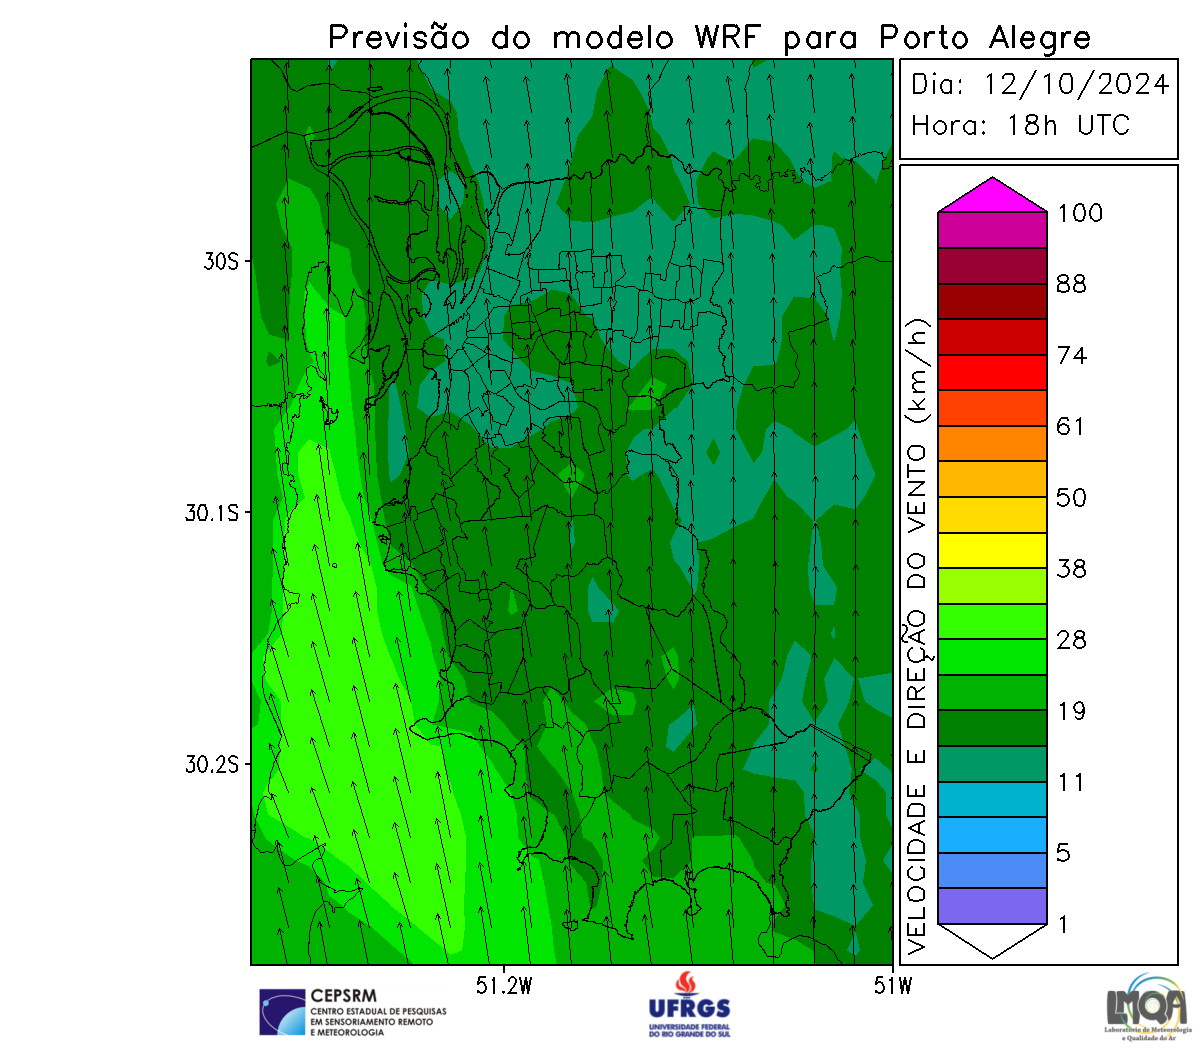 Previsão do modelo WRF para Porto Alegre
Dia: 12/10/2024
Hora: 18h UTC
30S
30.1S
30.2S
51.2W
51W
VELOCIDADE E DIREÇÃO DO VENTO (km/h)
100
88
74
61
50
38
28
19
11
5
1
CEPSRM
CENTRO ESTADUAL DE PESQUISAS
EM SENSORIAMENTO REMOTO
E METEOROLOGIA
UFRGS
UNIVERSIDADE FEDERAL
DO RIO GRANDE DO SUL
LMQA
Laboratório de Meteorologia
e Qualidade do Ar